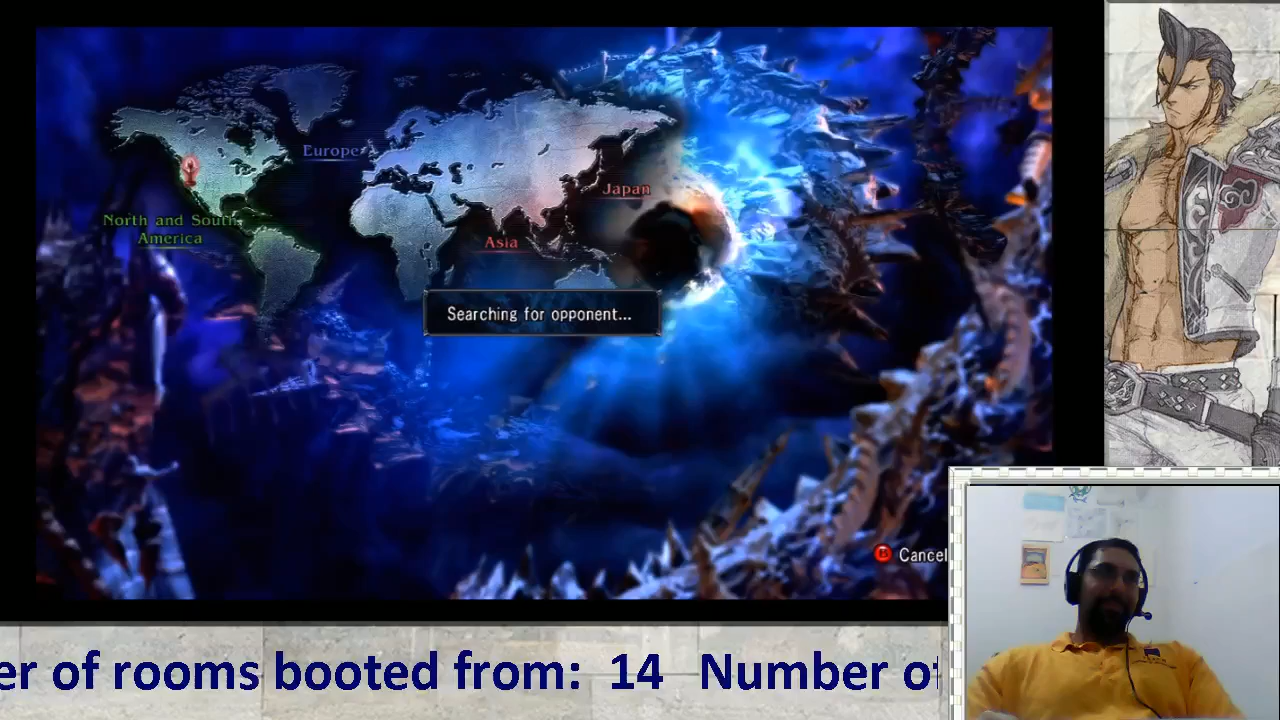 Europe
Japan
North and South
America
Asia
Searching for opponent...
B Cancel
er of rooms booted from: 14 Number of